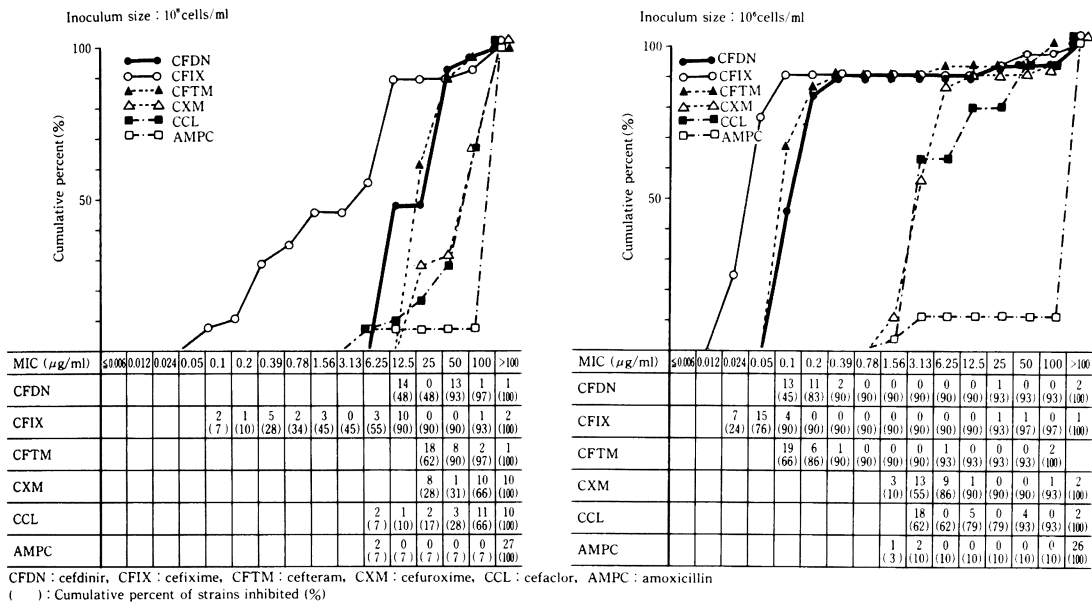 Inoculum size : 10⁸cells/ml
100
50
Cumulative percent (%)
CFDN
CFIX
CFTM
CXM
CCL
AMPC
MIC (μg/ml) ≦0.006 0.012 0.024 0.05 0.1 0.2 0.39 0.78 1.56 3.13 6.25 12.5 25 50 100 >100
CFDN 14 0 13 1 1
(48) (48) (93) (97) (100)
CFIX 2 1 5 2 3 0 3 10 0 0 1 2
(7) (10) (28) (34) (45) (45) (55) (90) (90) (90) (93) (100)
CFTM 18 8 2 1
(62) (90) (97) (100)
CXM 8 1 10 10
(28) (31) (66) (100)
CCL 2 1 2 3 11 10
(7) (10) (17) (28) (66) (100)
AMPC 2 0 0 0 0 27
(7) (7) (7) (7) (7) (100)
Inoculum size : 10⁶cells/ml
100
50
Cumulative percent (%)
CFDN
CFIX
CFTM
CXM
CCL
AMPC
MIC (μg/ml) ≦0.006 0.012 0.024 0.05 0.1 0.2 0.39 0.78 1.56 3.13 6.25 12.5 25 50 100 >100
CFDN 13 11 2 0 0 0 0 0 1 0 0 2
(45) (83) (90) (90) (90) (90) (90) (90) (93) (93) (93) (100)
CFIX 7 15 4 0 0 0 0 0 0 0 1 1 0 1
(24) (76) (90) (90) (90) (90) (90) (90) (90) (90) (93) (97) (97) (100)
CFTM 19 6 1 0 0 0 1 0 0 0 2
(66) (86) (90) (90) (90) (90) (93) (93) (93) (93) (100)
CXM 3 13 9 1 0 0 1 2
(10) (55) (86) (90) (90) (90) (93) (100)
CCL 18 0 5 0 4 0 2
(62) (62) (79) (79) (93) (93) (100)
AMPC 1 2 0 0 0 0 0 26
(3) (10) (10) (10) (10) (10) (10) (100)
CFDN : cefdinir, CFIX : cefixime, CFTM : cefteram, CXM : cefuroxime, CCL : cefaclor, AMPC : amoxicillin
( ) : Cumulative percent of strains inhibited (%)